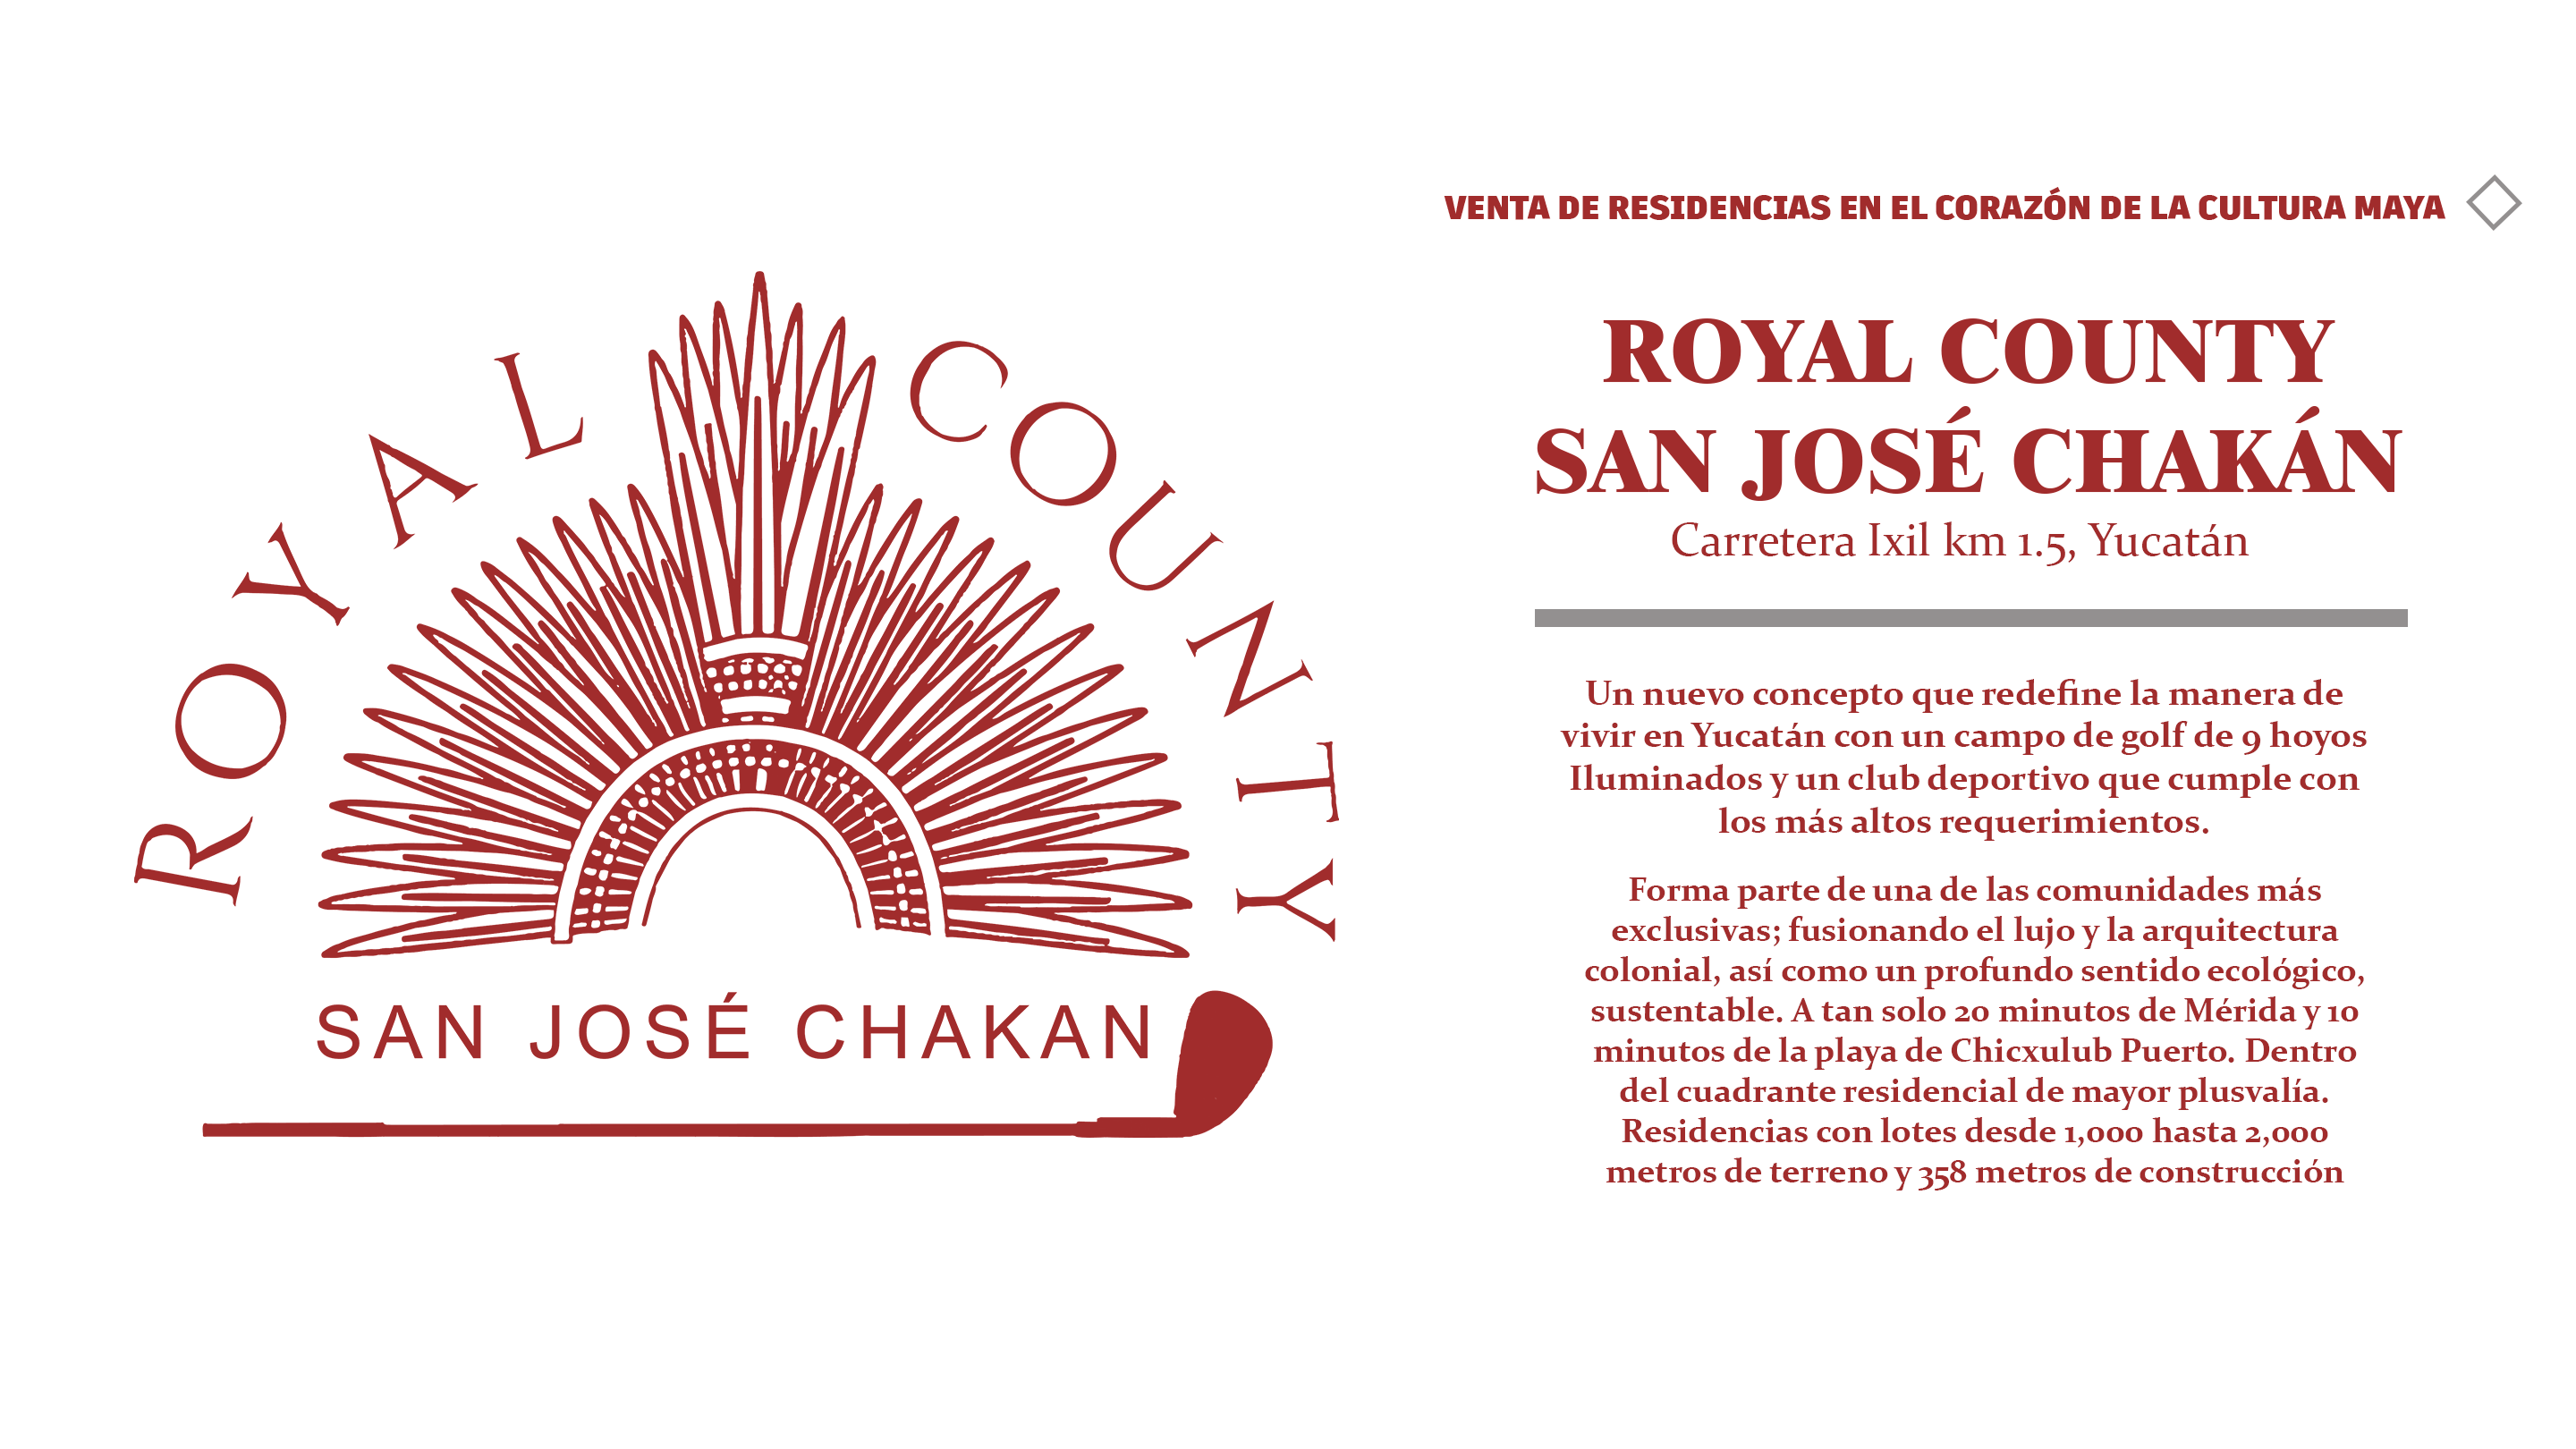 ROYAL COUNTY
SAN JOSÉ CHAKAN
VENTA DE RESIDENCIAS EN EL CORAZÓN DE LA CULTURA MAYA
ROYAL COUNTY
SAN JOSÉ CHAKÁN
Carretera Ixil km 1.5, Yucatán
Un nuevo concepto que redefine la manera de
vivir en Yucatán con un campo de golf de 9 hoyos
Iluminados y un club deportivo que cumple con
los más altos requerimientos.
Forma parte de una de las comunidades más
exclusivas; fusionando el lujo y la arquitectura
colonial, así como un profundo sentido ecológico,
sustentable. A tan solo 20 minutos de Mérida y 10
minutos de la playa de Chicxulub Puerto. Dentro
del cuadrante residencial de mayor plusvalía.
Residencias con lotes desde 1,000 hasta 2,000
metros de terreno y 358 metros de construcción